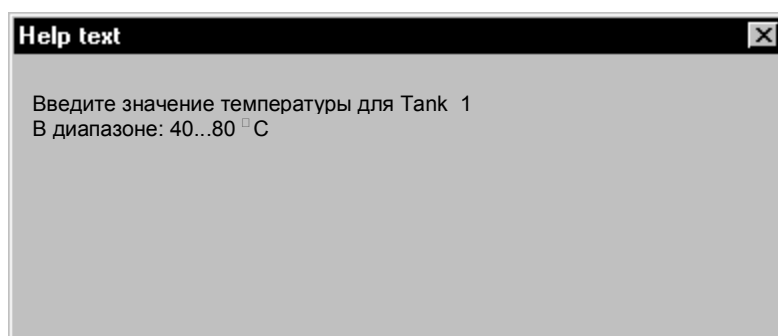 Help text
Введите значение температуры для Tank 1
В диапазоне: 40...80 °C